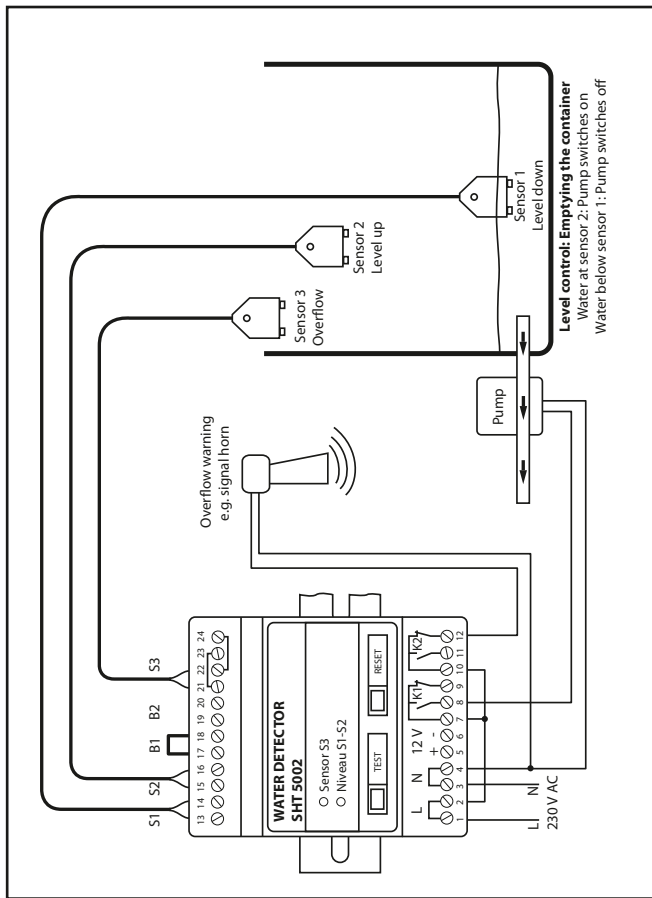 Sensor 1
Level down
Sensor 2
Level up
Sensor 3
Overflow
Level control: Emptying the container
Water at sensor 2: Pump switches on
Water below sensor 1: Pump switches off
Pump
Overflow warning
e.g. signal horn
S1 S2 B1 B2 S3
13 14 15 16 17 18 19 20 21 22 23 24
WATER DETECTOR
SHT 5002
Sensor S3
Niveau S1-S2
TEST
RESET
L N 12 V K1 K2
+ -
1 2 3 4 5 6 7 8 9 10 11 12
L N
230 V AC